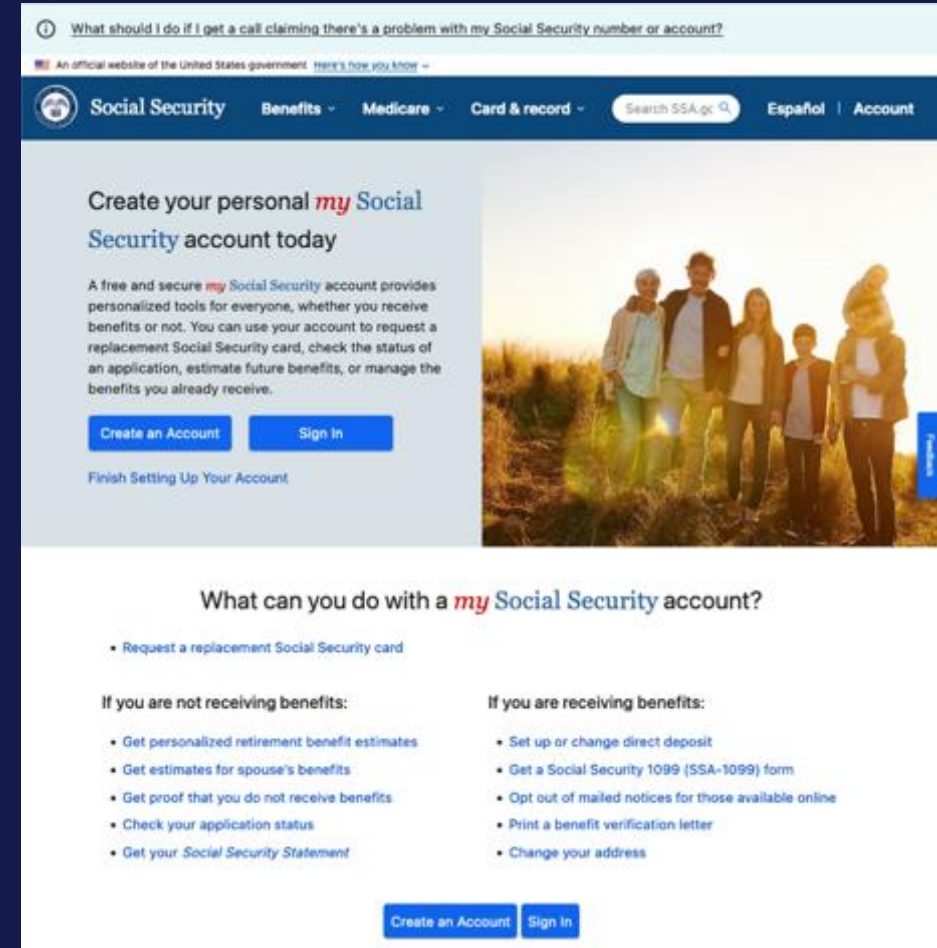 What should I do if I get a call claiming there's a problem with my Social Security number or account?
An official website of the United States government Here's how you know
Social Security Benefits Medicare Card & record Search SSA.gc Español | Account
Create your personal my Social
Security account today
A free and secure my Social Security account provides
personalized tools for everyone, whether you receive
benefits or not. You can use your account to request a
replacement Social Security card, check the status of
an application, estimate future benefits, or manage the
benefits you already receive.
Create an Account Sign In
Finish Setting Up Your Account
Feedback
What can you do with a my Social Security account?
• Request a replacement Social Security card
If you are not receiving benefits:
• Get personalized retirement benefit estimates
• Get estimates for spouse's benefits
• Get proof that you do not receive benefits
• Check your application status
• Get your Social Security Statement
If you are receiving benefits:
• Set up or change direct deposit
• Get a Social Security 1099 (SSA-1099) form
• Opt out of mailed notices for those available online
• Print a benefit verification letter
• Change your address
Create an Account Sign In